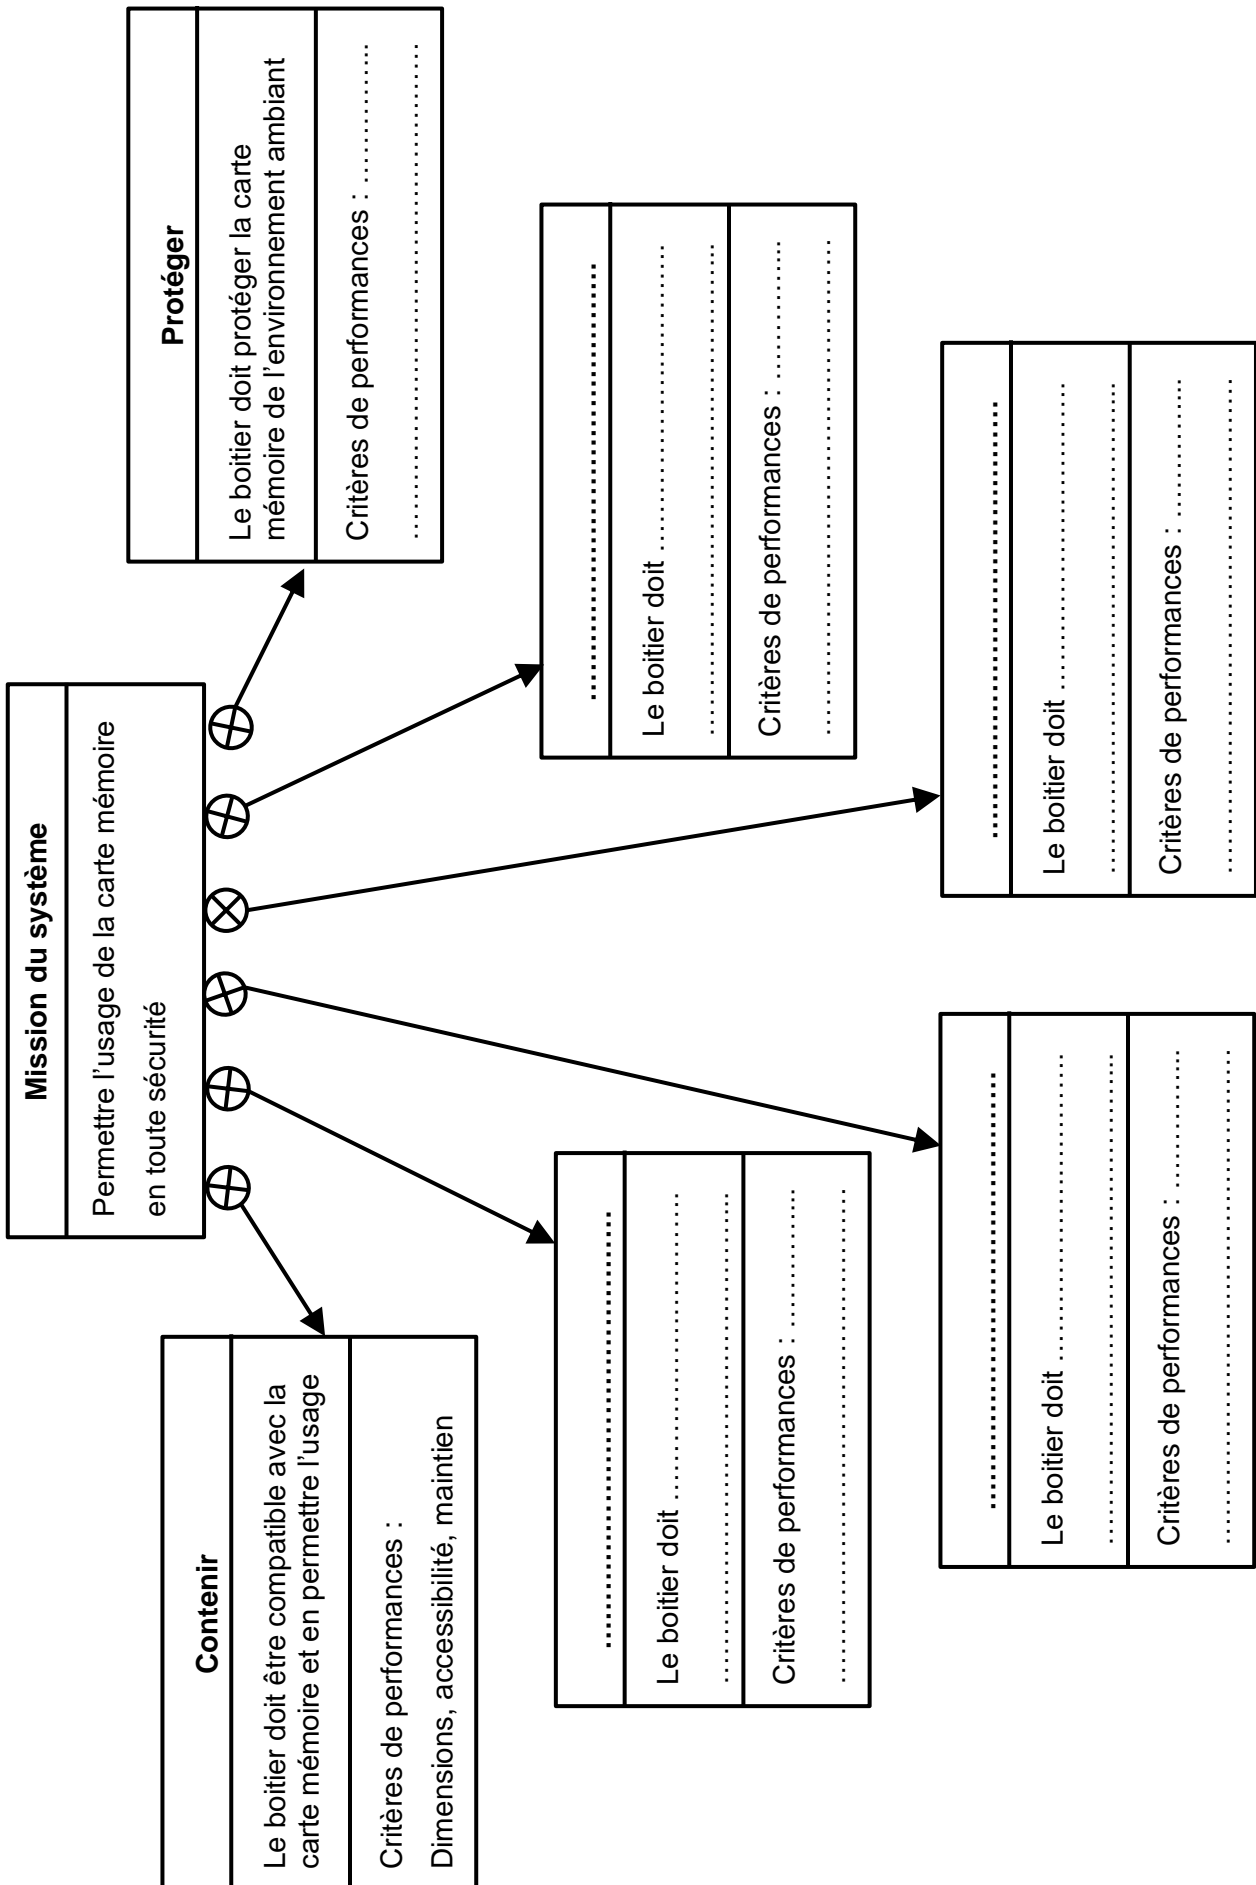 Mission du système
Permettre l'usage de la carte mémoire
en toute sécurité
Contenir
Le boitier doit être compatible avec la
carte mémoire et en permettre l'usage
Critères de performances :
Dimensions, accessibilité, maintien
Le boitier doit
Critères de performances :
Le boitier doit
Critères de performances :
Le boitier doit
Critères de performances :
Le boitier doit
Critères de performances :
Protéger
Le boitier doit protéger la carte
mémoire de l'environnement ambiant
Critères de performances :